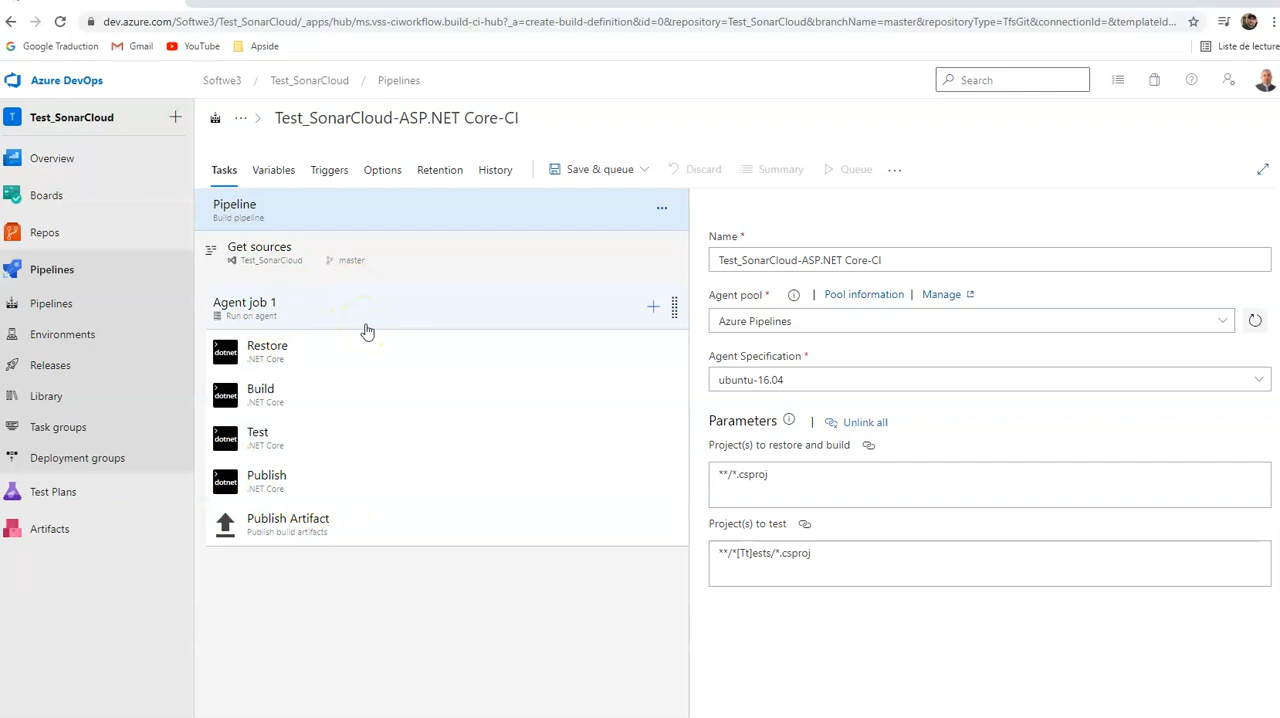 dev.azure.com/Softwe3/Test_SonarCloud/_apps/hub/ms.vss-ciworkflow.build-ci-hub?_a=create-build-definition&id=0&repository=Test_SonarCloud&branchName=master&repositoryType=TfsGit&connectionId=&templateId...
Google Traduction
Gmail
YouTube
Apside
Liste de lecture
Azure DevOps
Softwe3 / Test_SonarCloud / Pipelines
Search
T Test_SonarCloud
Test_SonarCloud-ASP.NET Core-CI
Overview
Boards
Repos
Pipelines
Pipelines
Environments
Releases
Library
Task groups
Deployment groups
Test Plans
Artifacts
Tasks Variables Triggers Options Retention History Save & queue Discard Summary Queue ...
Pipeline
Build pipeline
Get sources
Test_SonarCloud master
Agent job 1
Run on agent
dotnet Restore
.NET Core
dotnet Build
.NET Core
dotnet Test
.NET Core
dotnet Publish
.NET Core
Publish Artifact
Publish build artifacts
Name *
Test_SonarCloud-ASP.NET Core-CI
Agent pool * | Pool information | Manage
Azure Pipelines
Agent Specification *
ubuntu-16.04
Parameters | Unlink all
Project(s) to restore and build
**/*.csproj
Project(s) to test
**/*[Tt]ests/*.csproj